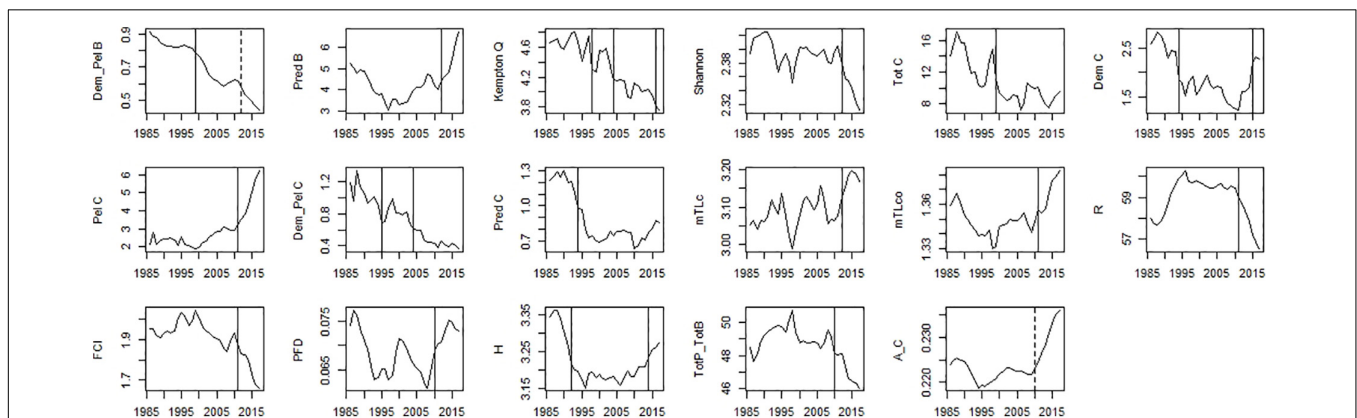 Dem_Pel B
0.5 0.7 0.9
1985 1995 2005 2015
Pred B
3 4 5 6
1985 1995 2005 2015
Kempton Q
3.8 4.2 4.6
1985 1995 2005 2015
Shannon
2.32 2.38
1985 1995 2005 2015
Tot C
8 12 16
1985 1995 2005 2015
Dem C
1.5 2.5
1985 1995 2005 2015
Pel C
2 3 4 5 6
1985 1995 2005 2015
Dem_Pel C
0.4 0.8 1.2
1985 1995 2005 2015
Pred C
0.7 1.0 1.3
1985 1995 2005 2015
mTLc
3.00 3.10 3.20
1985 1995 2005 2015
mTLco
1.33 1.36
1985 1995 2005 2015
R
57 59
1985 1995 2005 2015
FCI
1.7 1.9
1985 1995 2005 2015
PFD
0.065 0.075
1985 1995 2005 2015
H
3.15 3.25 3.35
1985 1995 2005 2015
TotP_TotB
46 48 50
1985 1995 2005 2015
A_C
0.220 0.230
1985 1995 2005 2015